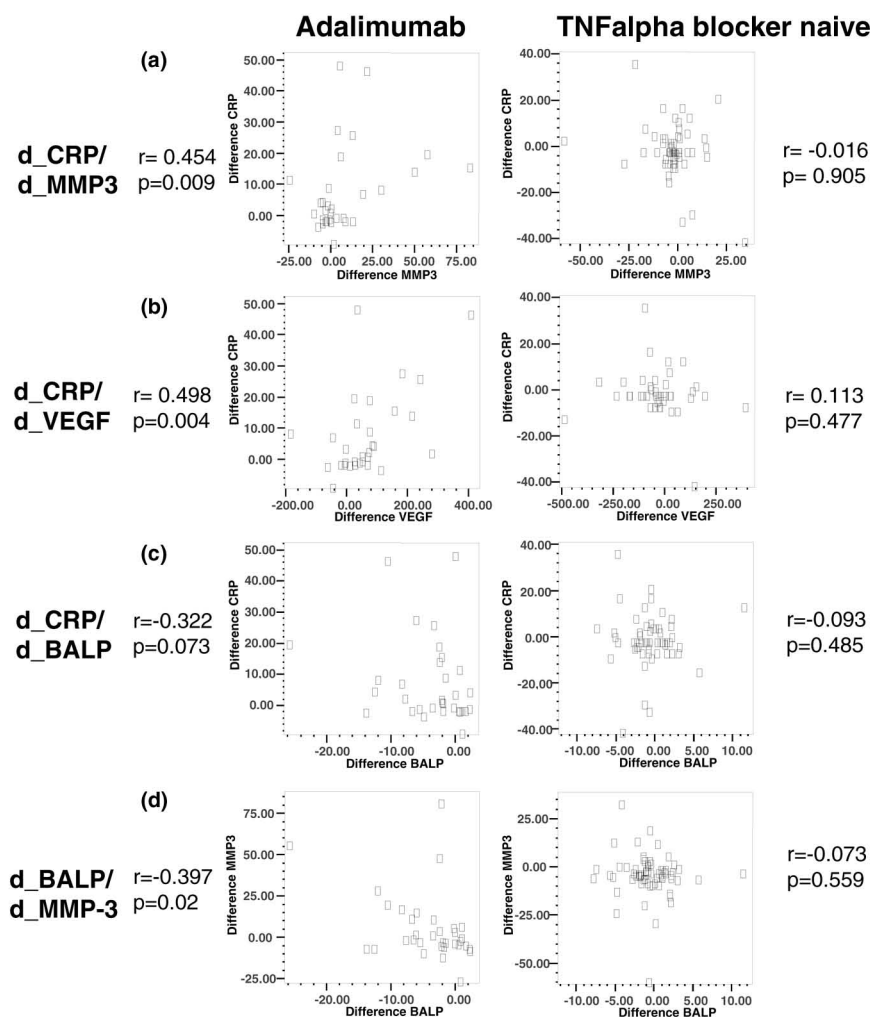 Adalimumab
TNFalpha blocker naive
(a)
d_CRP/
d_MMP3
r= 0.454
p=0.009
Difference CRP
50.00
40.00
30.00
20.00
10.00
0.00
-25.00 0.00 25.00 50.00 75.00
Difference MMP3
Difference CRP
40.00
20.00
0.00
-20.00
-40.00
-50.00 -25.00 0.00 25.00
Difference MMP3
r= -0.016
p= 0.905
(b)
d_CRP/
d_VEGF
r= 0.498
p=0.004
Difference CRP
50.00
40.00
30.00
20.00
10.00
0.00
-200.00 0.00 200.00 400.00
Difference VEGF
Difference CRP
40.00
20.00
0.00
-20.00
-40.00
-500.00 -250.00 0.00 250.00
Difference VEGF
r= 0.113
p=0.477
(c)
d_CRP/
d_BALP
r=-0.322
p=0.073
Difference CRP
50.00
40.00
30.00
20.00
10.00
0.00
-20.00 -10.00 0.00
Difference BALP
Difference CRP
40.00
20.00
0.00
-20.00
-40.00
-10.00 -5.00 0.00 5.00 10.00
Difference BALP
r=-0.093
p=0.485
(d)
d_BALP/
d_MMP-3
r=-0.397
p=0.02
Difference MMP3
75.00
50.00
25.00
0.00
-25.00
-20.00 -10.00 0.00
Difference BALP
Difference MMP3
25.00
0.00
-25.00
-50.00
-10.00 -5.00 0.00 5.00 10.00
Difference BALP
r=-0.073
p=0.559